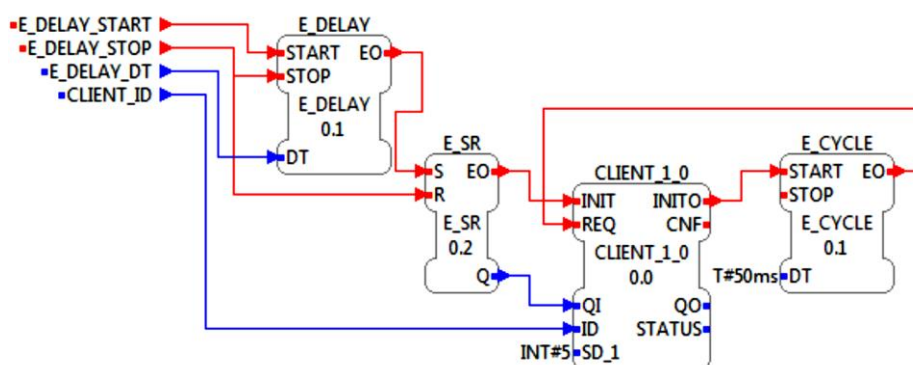 E_DELAY_START
E_DELAY_STOP
E_DELAY_DT
CLIENT_ID
E_DELAY
START EO
STOP
E_DELAY
0.1
DT
E_SR
S EO
R
E_SR
0.2
Q
CLIENT_1_0
INIT INITO
REQ CNF
CLIENT_1_0
0.0
QI QO
ID STATUS
INT#5 SD_1
E_CYCLE
START EO
STOP
E_CYCLE
0.1
T#50ms DT